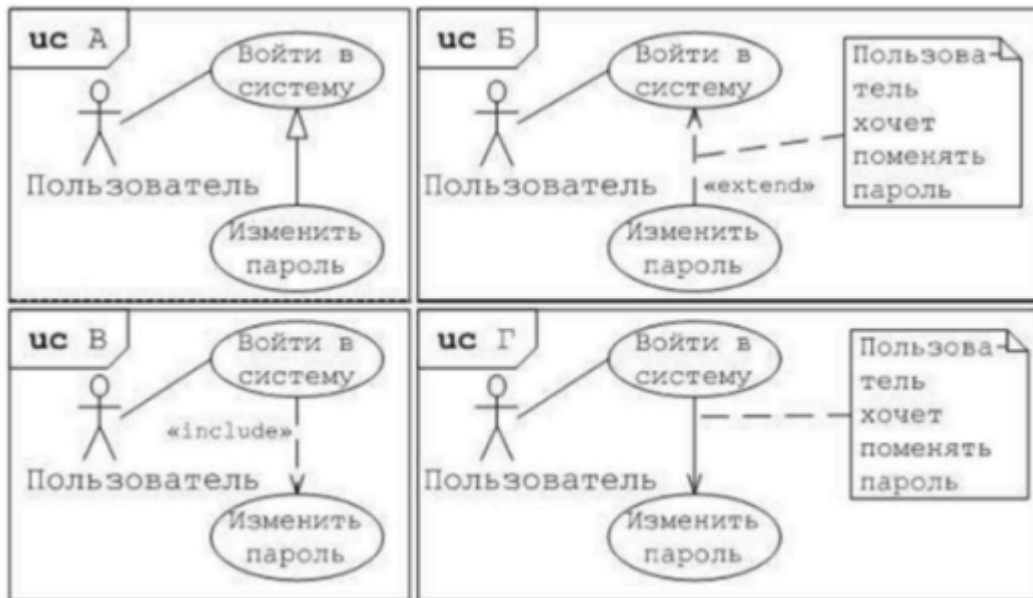 uc А
Войти в
систему
Пользователь
Изменить
пароль
uc Б
Войти в
систему
Пользователь
«extend»
Изменить
пароль
Пользова
тель
хочет
поменять
пароль
uc В
Войти в
систему
«include»
Пользователь
Изменить
пароль
uc Г
Войти в
систему
Пользователь
Изменить
пароль
Пользова
тель
хочет
поменять
пароль